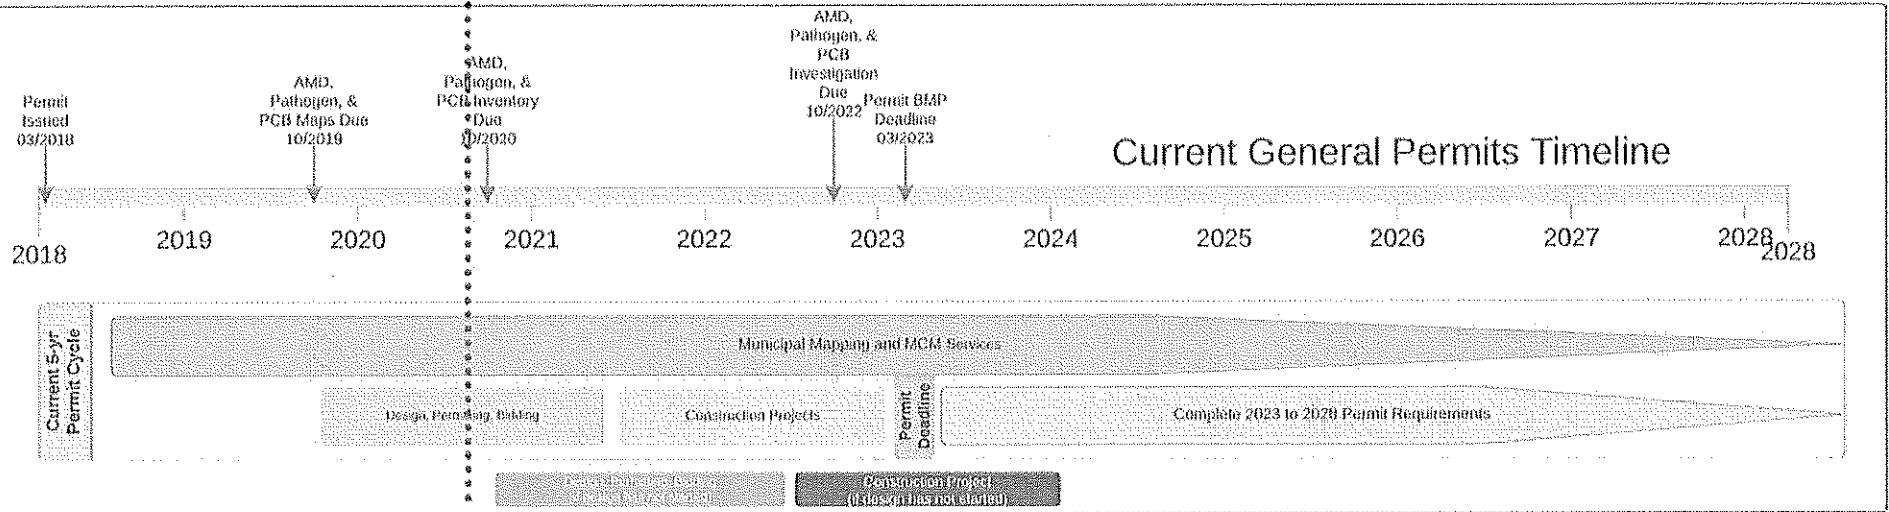 Permit
Issued
03/2018
AMD,
Pathogen, &
PCB Maps Due
10/2019
AMD,
Pathogen, &
PCB Inventory
Due
10/2020
AMD,
Pathogen, &
PCB
Investigation
Due
10/2022
Permit BMP
Deadline
03/2023
Current General Permits Timeline
2018
2019
2020
2021
2022
2023
2024
2025
2026
2027
2028
2028
Current 5-yr
Permit Cycle
Municipal Mapping and MCM Services
Design, Permitting, Bidding
Construction Projects
Permit
Deadline
Complete 2023 to 2028 Permit Requirements
Construction Project
(if design has not started)